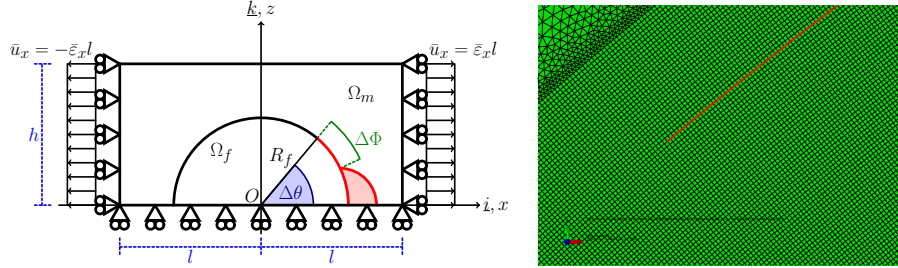 k, z
ū_x = −ε̄_x l
ū_x = ε̄_x l
Ω_m
h
Ω_f
R_f
ΔΦ
O
Δθ
i, x
l
l